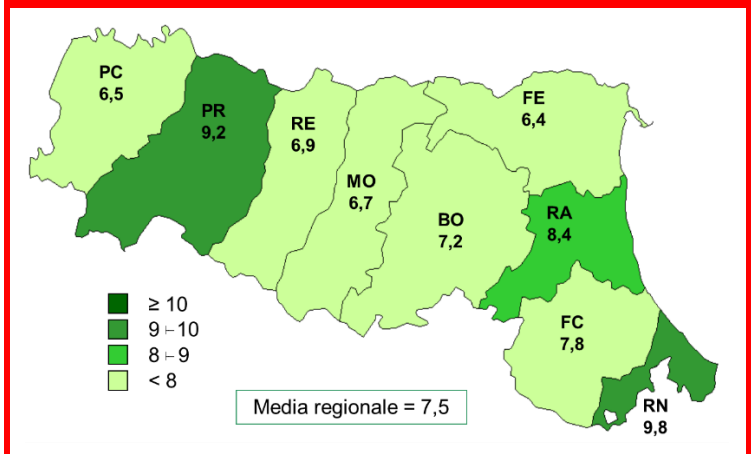 PC
6,5
PR
9,2
RE
6,9
MO
6,7
BO
7,2
FE
6,4
RA
8,4
FC
7,8
RN
9,8
≥ 10
9 ⊢ 10
8 ⊢ 9
< 8
Media regionale = 7,5